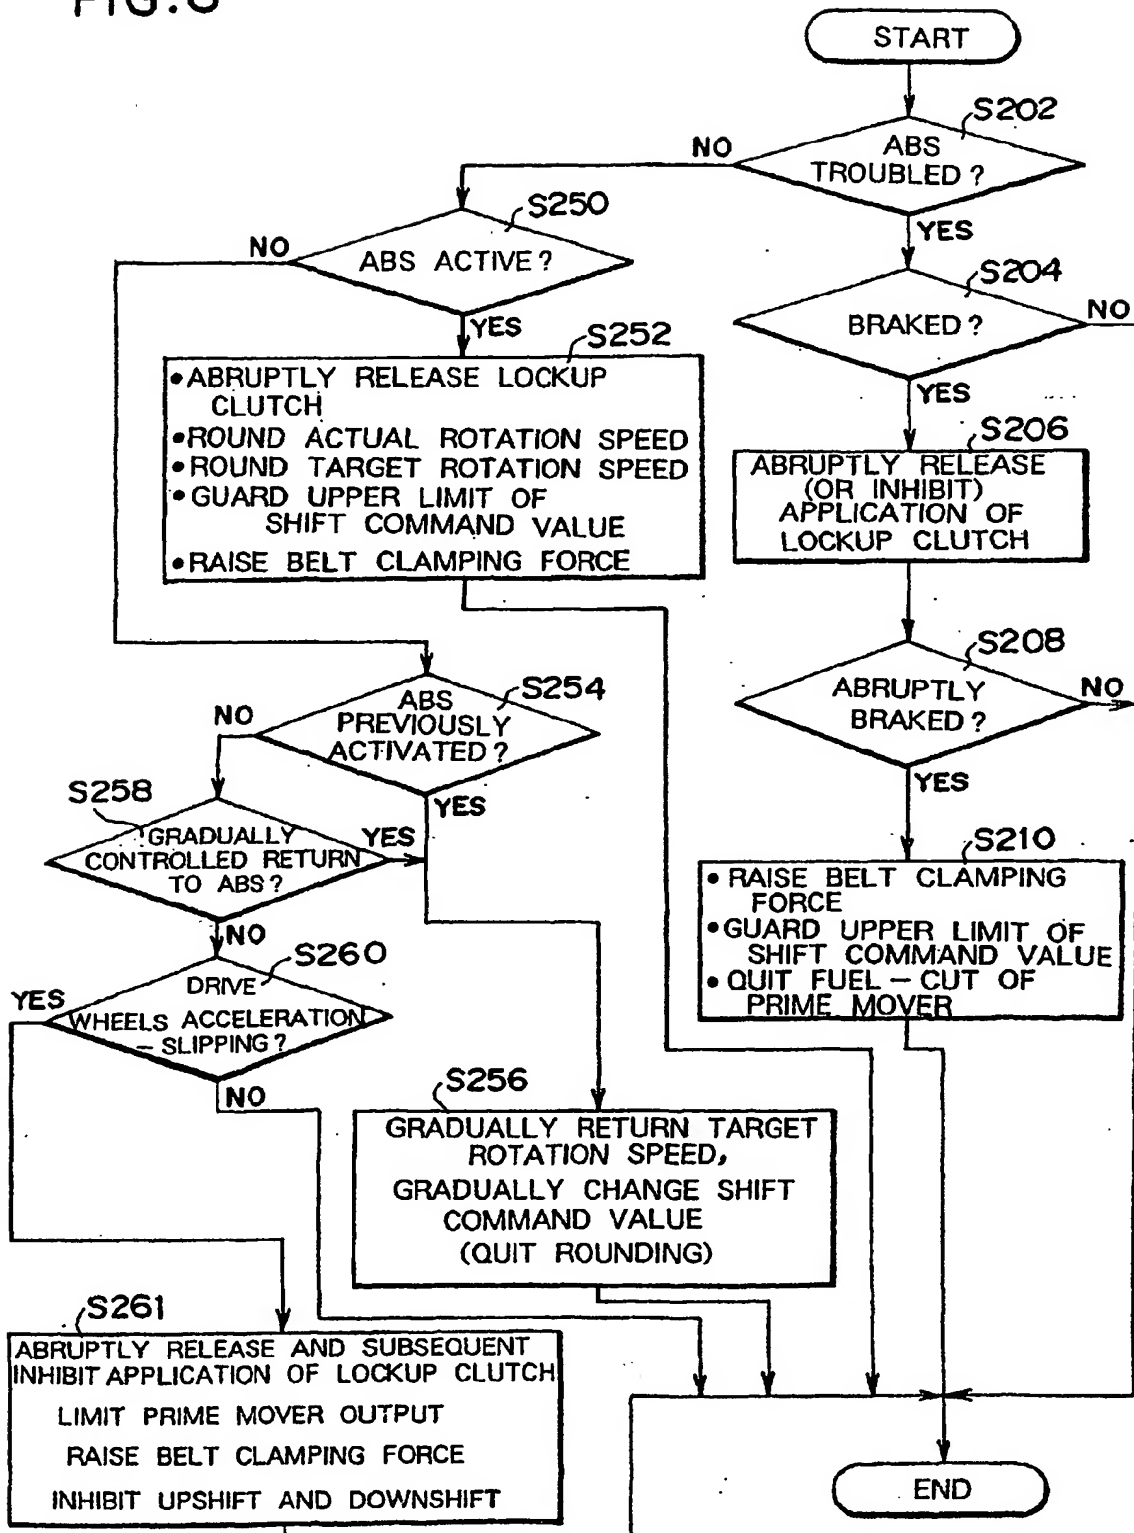 FIG.8
START
S202
ABS
TROUBLED?
NO
YES
S250
ABS ACTIVE?
NO
YES
S204
BRAKED?
NO
YES
S252
•ABRUPTLY RELEASE LOCKUP
CLUTCH
•ROUND ACTUAL ROTATION SPEED
•ROUND TARGET ROTATION SPEED
•GUARD UPPER LIMIT OF
SHIFT COMMAND VALUE
•RAISE BELT CLAMPING FORCE
S206
ABRUPTLY RELEASE
(OR INHIBIT)
APPLICATION OF
LOCKUP CLUTCH
S208
ABRUPTLY
BRAKED?
NO
YES
S254
ABS
PREVIOUSLY
ACTIVATED?
NO
YES
S258
GRADUALLY
CONTROLLED RETURN
TO ABS?
YES
NO
S210
• RAISE BELT CLAMPING
FORCE
•GUARD UPPER LIMIT OF
SHIFT COMMAND VALUE
• QUIT FUEL-CUT OF
PRIME MOVER
S260
DRIVE
WHEELS ACCELERATION
-SLIPPING?
YES
NO
S256
GRADUALLY RETURN TARGET
ROTATION SPEED,
GRADUALLY CHANGE SHIFT
COMMAND VALUE
(QUIT ROUNDING)
S261
ABRUPTLY RELEASE AND SUBSEQUENT
INHIBIT APPLICATION OF LOCKUP CLUTCH
LIMIT PRIME MOVER OUTPUT
RAISE BELT CLAMPING FORCE
INHIBIT UPSHIFT AND DOWNSHIFT
END